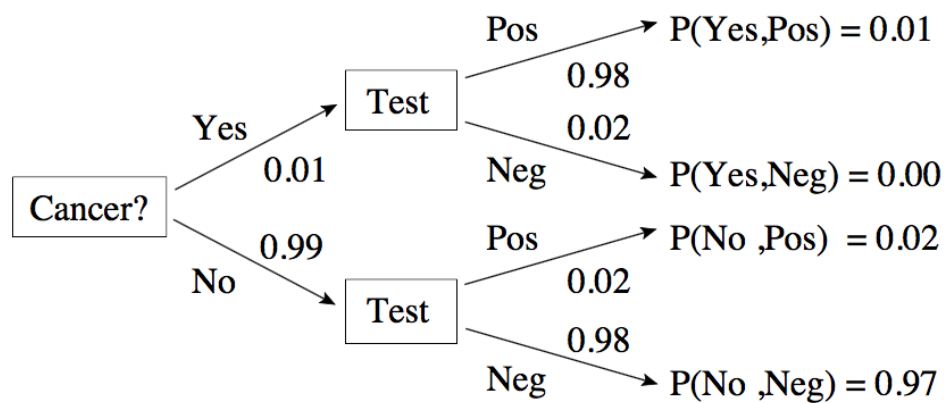 Pos
P(Yes,Pos) = 0.01
0.98
Test
Yes
0.02
0.01
Neg
P(Yes,Neg) = 0.00
Cancer?
0.99
Pos
P(No ,Pos) = 0.02
No
0.02
Test
0.98
Neg
P(No ,Neg) = 0.97